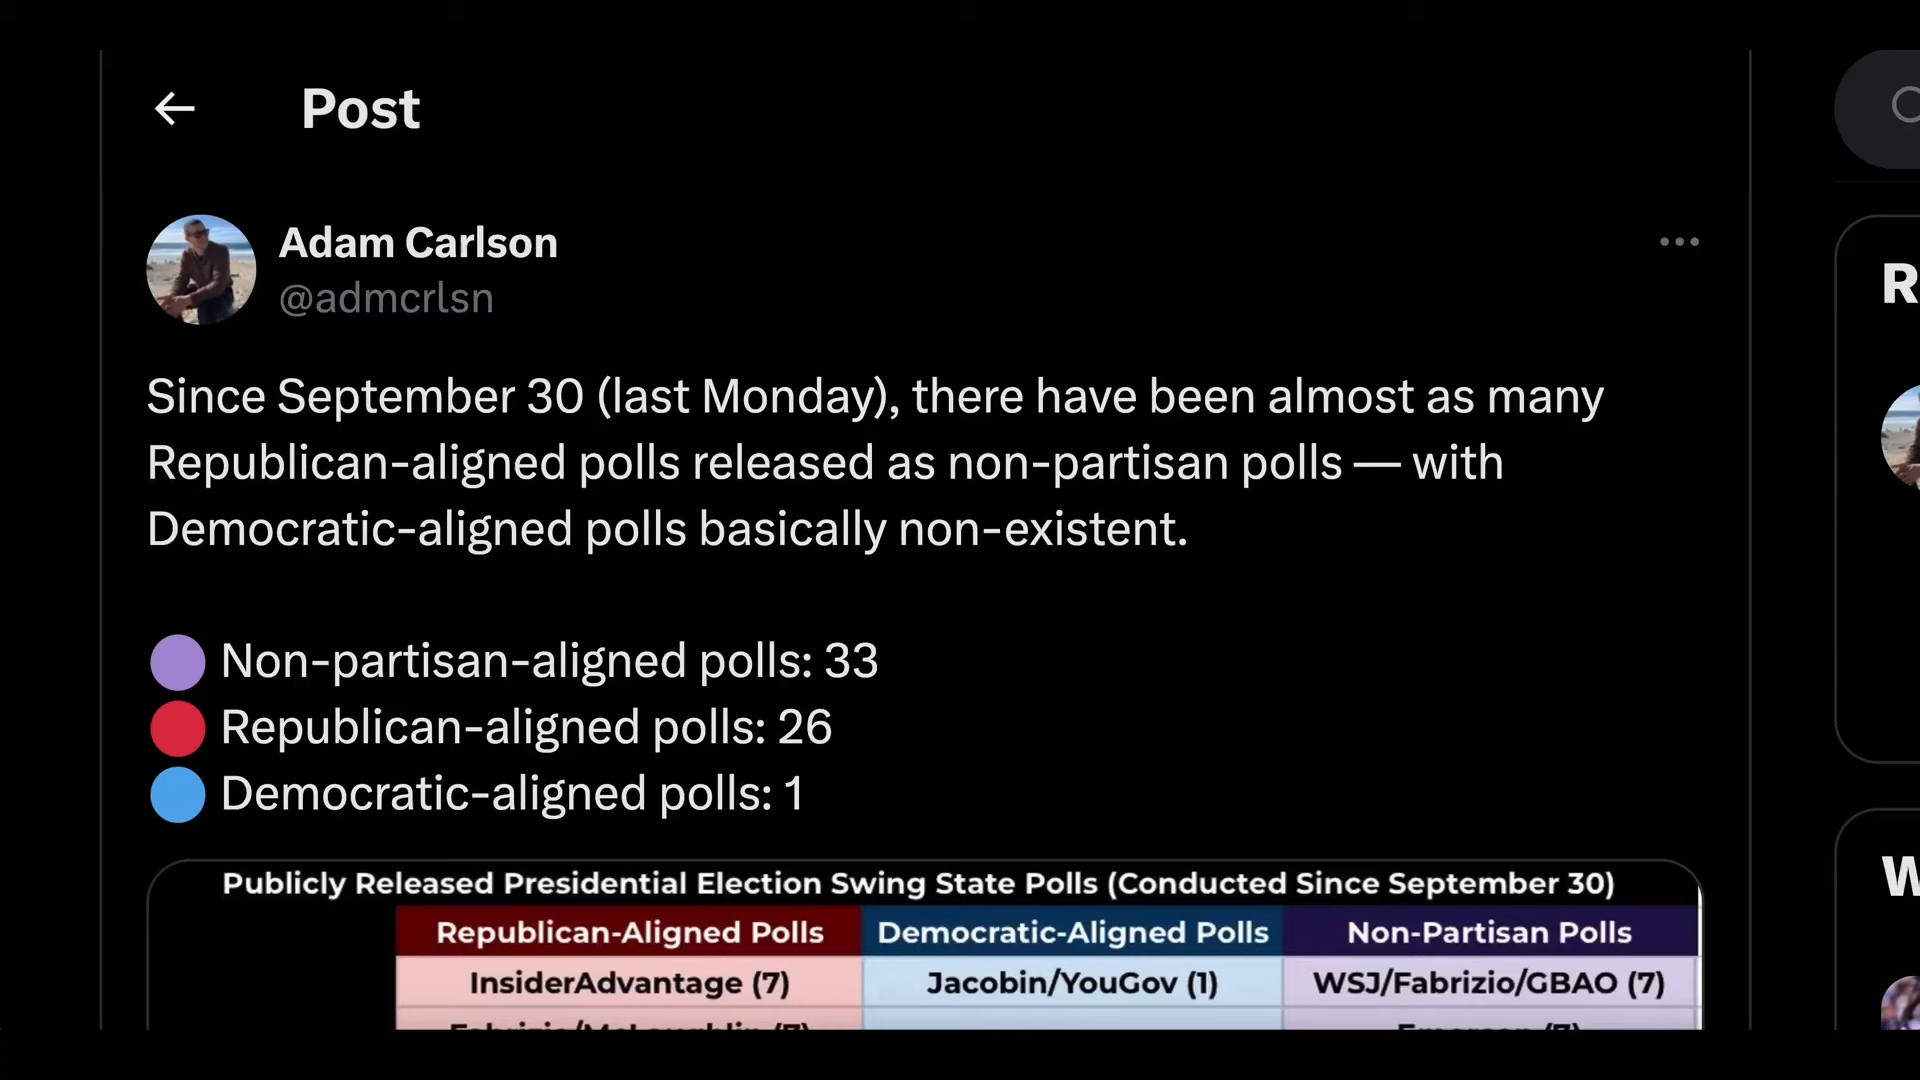 Post
Adam Carlson
@admcrlsn
Since September 30 (last Monday), there have been almost as many
Republican-aligned polls released as non-partisan polls — with
Democratic-aligned polls basically non-existent.
Non-partisan-aligned polls: 33
Republican-aligned polls: 26
Democratic-aligned polls: 1
Publicly Released Presidential Election Swing State Polls (Conducted Since September 30)
Republican-Aligned Polls Democratic-Aligned Polls Non-Partisan Polls
InsiderAdvantage (7) Jacobin/YouGov (1) WSJ/Fabrizio/GBAO (7)